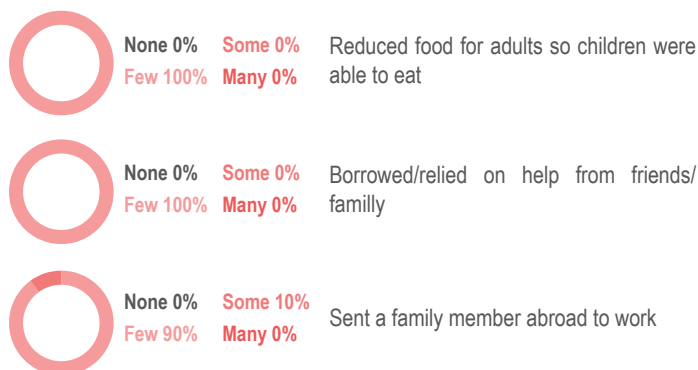 None 0% Some 0%
Few 100% Many 0%
Reduced food for adults so children were
able to eat
None 0% Some 0%
Few 100% Many 0%
Borrowed/relied on help from friends/
familly
None 0% Some 10%
Few 90% Many 0%
Sent a family member abroad to work